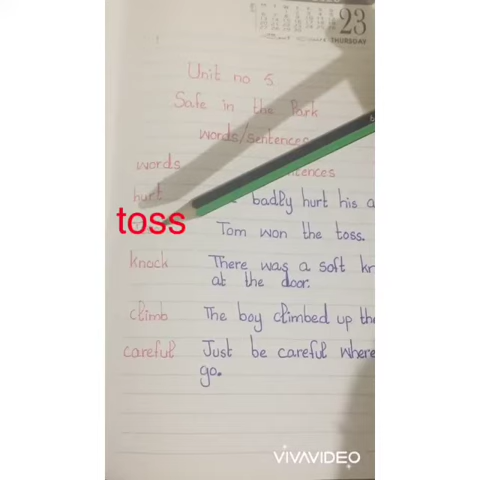 23
THURSDAY
Unit no 5
Safe in the Park
words/sentences
words
hurt badly hurt his
toss Tom won the toss.
knock There was a soft
at the door.
climb The boy climbed up the
careful Just be careful where
go.
VIVAVIDEO